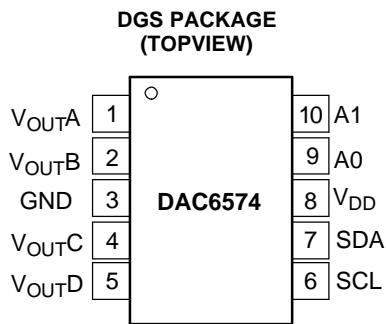 DGS PACKAGE
(TOPVIEW)
VOUTA 1 10 A1
VOUTB 2 9 A0
GND 3 DAC6574 8 VDD
VOUTC 4 7 SDA
VOUTD 5 6 SCL